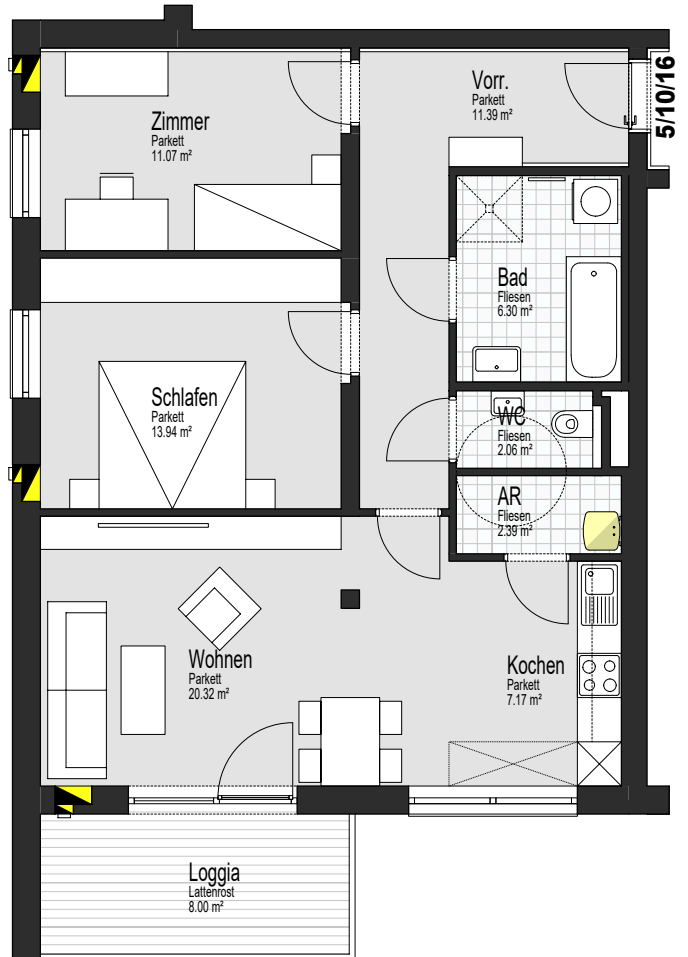 Zimmer
Parkett
11.07 m²
Vorr.
Parkett
11.39 m²
5/10/16
Bad
Fliesen
6.30 m²
Schlafen
Parkett
13.94 m²
WC
Fliesen
2.06 m²
AR
Fliesen
2.39 m²
Wohnen
Parkett
20.32 m²
Kochen
Parkett
7.17 m²
Loggia
Lattenrost
8.00 m²